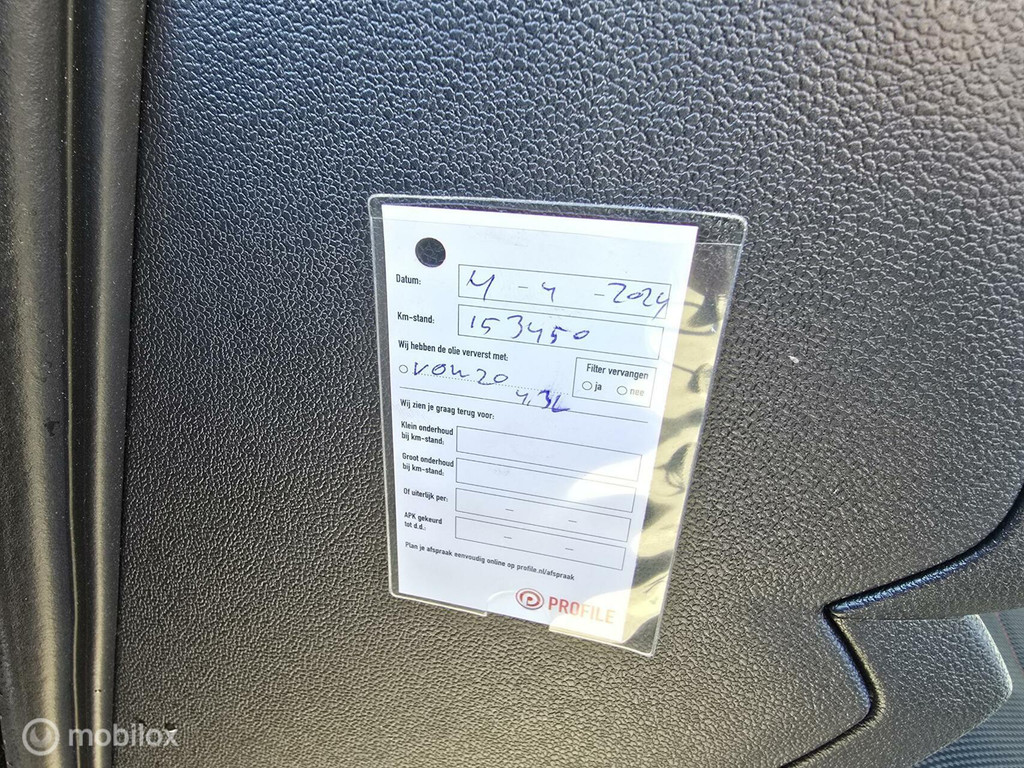 Datum: - 4 - 2024
Km-stand: 153450
Wij hebben de olie ververst met:
Filter vervangen
ja nee
4,3L
Wij zien je graag terug voor:
Klein onderhoud
bij km-stand:
Groot onderhoud
bij km-stand:
Of uiterlijk per: – –
APK gekeurd
tot d.d.: – –
Plan je afspraak eenvoudig online op profile.nl/afspraak
PROFILE
mobilox